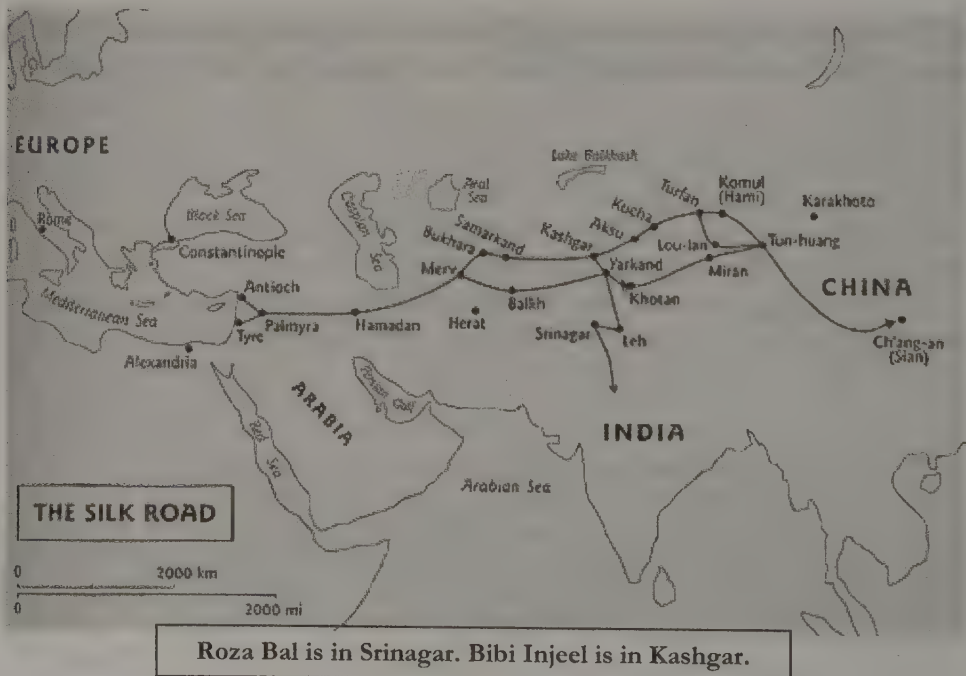 EUROPE
Lake Balkhash
Aral
Sea
Caspian
Sea
Black Sea
Rome
Constantinople
Bukhara
Samarkand
Kashgar
Aksu
Kucha
Turfan
Komul
(Hami)
Karakhoto
Lou-lan
Tun-huang
Merv
Yarkand
Miran
Khotan
CHINA
Antioch
Mediterranean Sea
Tyre
Palmyra
Hamadan
Herat
Balkh
Srinagar
Leh
Ch'ang-an
(Sian)
Alexandria
ARABIA
Persian Gulf
Red
Sea
INDIA
Arabian Sea
THE SILK ROAD
0 2000 km
0 2000 mi
Roza Bal is in Srinagar. Bibi Injeel is in Kashgar.